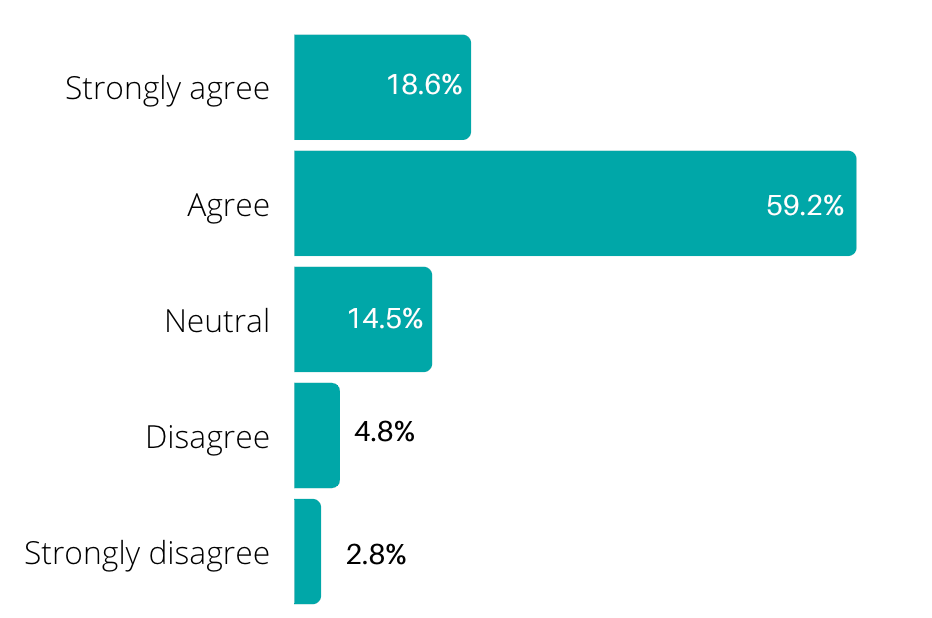 Strongly agree 18.6%
Agree 59.2%
Neutral 14.5%
Disagree 4.8%
Strongly disagree 2.8%